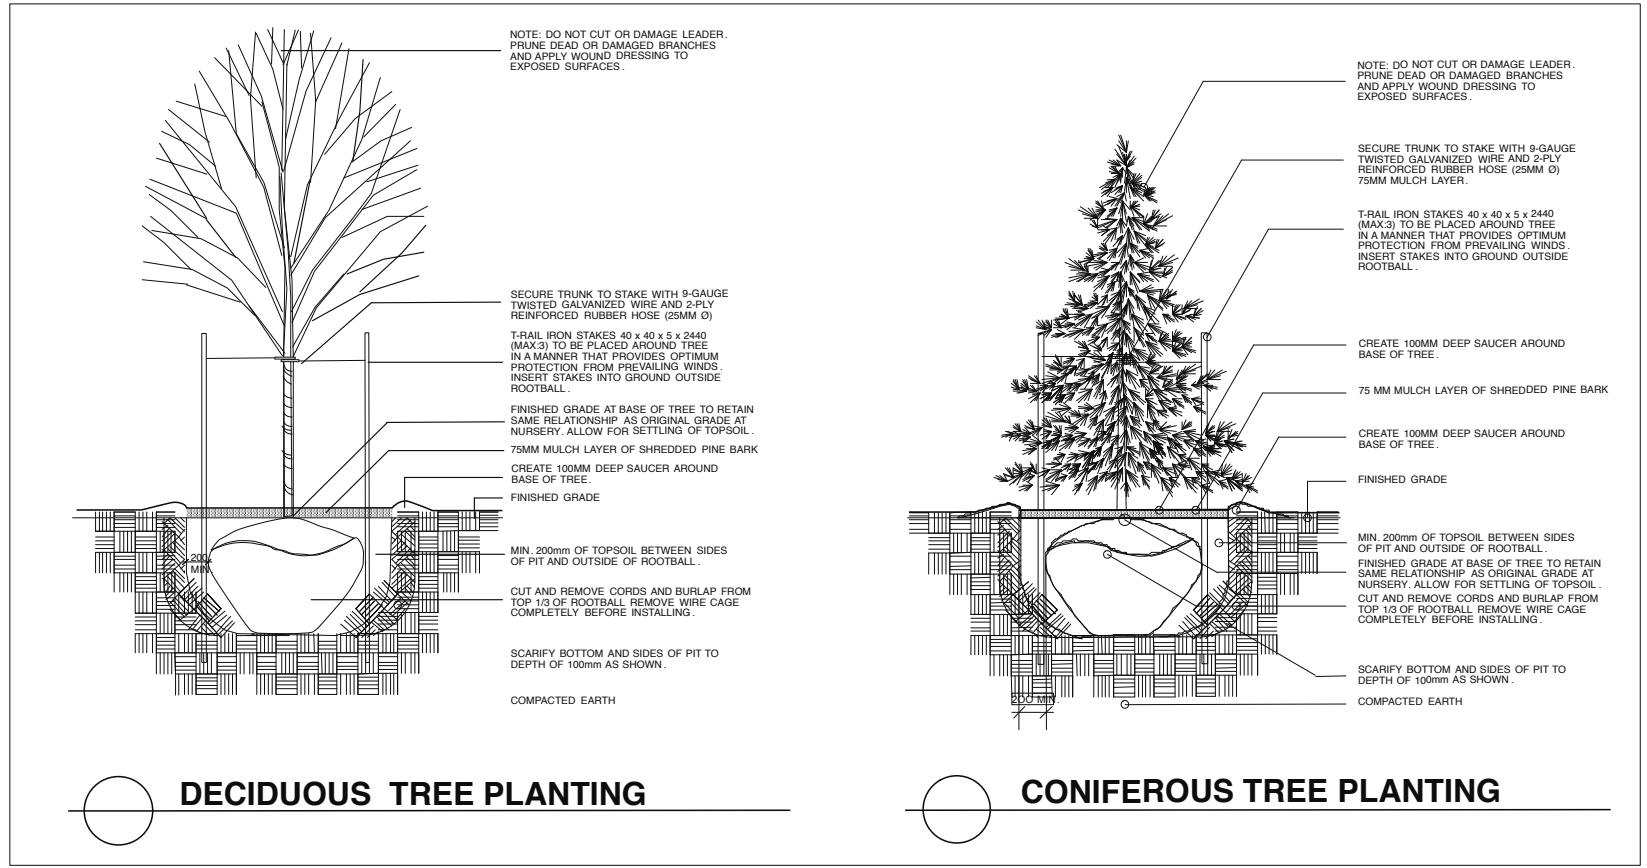 NOTE: DO NOT CUT OR DAMAGE LEADER.
PRUNE DEAD OR DAMAGED BRANCHES
AND APPLY WOUND DRESSING TO
EXPOSED SURFACES.
SECURE TRUNK TO STAKE WITH 9-GAUGE
TWISTED GALVANIZED WIRE AND 2-PLY
REINFORCED RUBBER HOSE (25MM Ø)
T-RAIL IRON STAKES 40 x 40 x 5 x 2440
(MAX:3) TO BE PLACED AROUND TREE
IN A MANNER THAT PROVIDES OPTIMUM
PROTECTION FROM PREVAILING WINDS.
INSERT STAKES INTO GROUND OUTSIDE
ROOTBALL.
FINISHED GRADE AT BASE OF TREE TO RETAIN
SAME RELATIONSHIP AS ORIGINAL GRADE AT
NURSERY. ALLOW FOR SETTLING OF TOPSOIL.
75MM MULCH LAYER OF SHREDDED PINE BARK
CREATE 100MM DEEP SAUCER AROUND
BASE OF TREE.
FINISHED GRADE
MIN. 200mm OF TOPSOIL BETWEEN SIDES
OF PIT AND OUTSIDE OF ROOTBALL.
200
MIN.
CUT AND REMOVE CORDS AND BURLAP FROM
TOP 1/3 OF ROOTBALL REMOVE WIRE CAGE
COMPLETELY BEFORE INSTALLING.
SCARIFY BOTTOM AND SIDES OF PIT TO
DEPTH OF 100mm AS SHOWN.
COMPACTED EARTH
DECIDUOUS TREE PLANTING
NOTE: DO NOT CUT OR DAMAGE LEADER.
PRUNE DEAD OR DAMAGED BRANCHES
AND APPLY WOUND DRESSING TO
EXPOSED SURFACES.
SECURE TRUNK TO STAKE WITH 9-GAUGE
TWISTED GALVANIZED WIRE AND 2-PLY
REINFORCED RUBBER HOSE (25MM Ø)
75MM MULCH LAYER.
T-RAIL IRON STAKES 40 x 40 x 5 x 2440
(MAX:3) TO BE PLACED AROUND TREE
IN A MANNER THAT PROVIDES OPTIMUM
PROTECTION FROM PREVAILING WINDS.
INSERT STAKES INTO GROUND OUTSIDE
ROOTBALL.
CREATE 100MM DEEP SAUCER AROUND
BASE OF TREE.
75 MM MULCH LAYER OF SHREDDED PINE BARK
CREATE 100MM DEEP SAUCER AROUND
BASE OF TREE.
FINISHED GRADE
MIN. 200mm OF TOPSOIL BETWEEN SIDES
OF PIT AND OUTSIDE OF ROOTBALL.
FINISHED GRADE AT BASE OF TREE TO RETAIN
SAME RELATIONSHIP AS ORIGINAL GRADE AT
NURSERY. ALLOW FOR SETTLING OF TOPSOIL.
CUT AND REMOVE CORDS AND BURLAP FROM
TOP 1/3 OF ROOTBALL REMOVE WIRE CAGE
COMPLETELY BEFORE INSTALLING.
SCARIFY BOTTOM AND SIDES OF PIT TO
DEPTH OF 100mm AS SHOWN.
200 MIN.
COMPACTED EARTH
CONIFEROUS TREE PLANTING